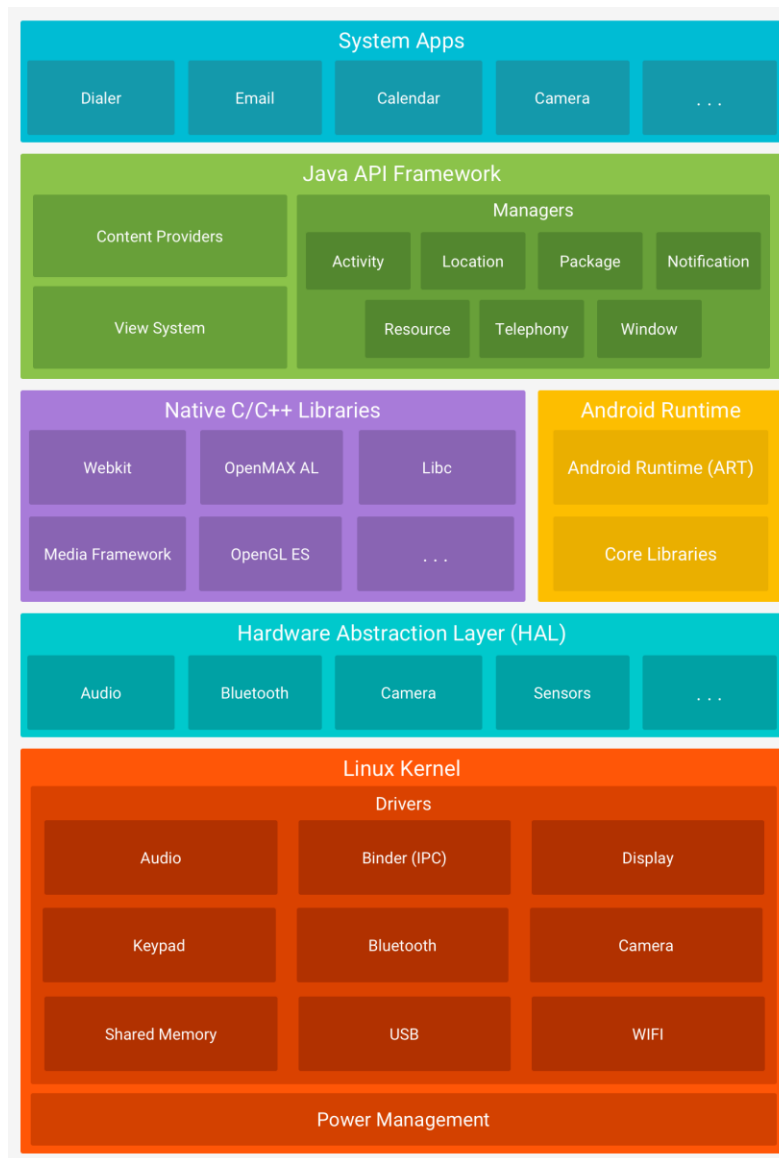 System Apps
Dialer
Email
Calendar
Camera
. . .
Java API Framework
Content Providers
View System
Managers
Activity
Location
Package
Notification
Resource
Telephony
Window
Native C/C++ Libraries
Webkit
OpenMAX AL
Libc
Media Framework
OpenGL ES
. . .
Android Runtime
Android Runtime (ART)
Core Libraries
Hardware Abstraction Layer (HAL)
Audio
Bluetooth
Camera
Sensors
. . .
Linux Kernel
Drivers
Audio
Binder (IPC)
Display
Keypad
Bluetooth
Camera
Shared Memory
USB
WIFI
Power Management